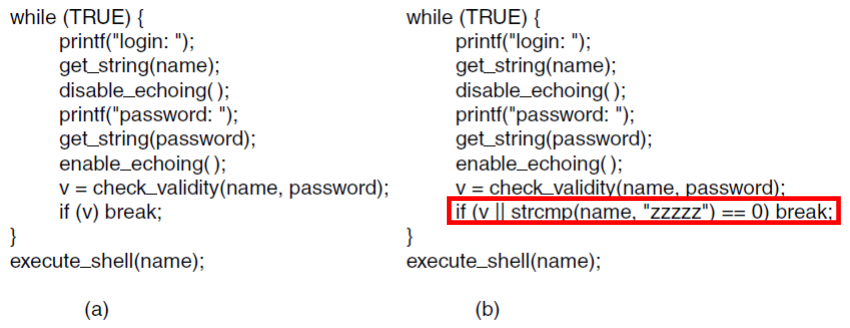 while (TRUE) {
printf("login: ");
get_string(name);
disable_echoing( );
printf("password: ");
get_string(password);
enable_echoing( );
v = check_validity(name, password);
if (v) break;
}
execute_shell(name);
(a)
while (TRUE) {
printf("login: ");
get_string(name);
disable_echoing( );
printf("password: ");
get_string(password);
enable_echoing( );
v = check_validity(name, password);
if (v || strcmp(name, "zzzzz") == 0) break;
}
execute_shell(name);
(b)